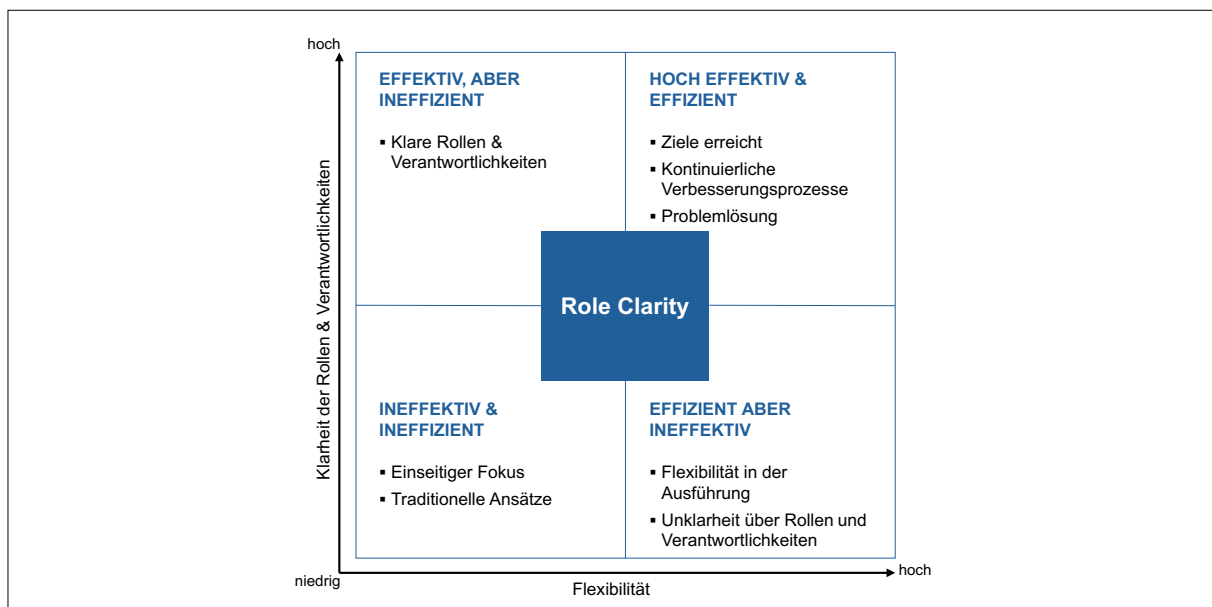 hoch
Klarheit der Rollen & Verantwortlichkeiten
EFFEKTIV, ABER
INEFFIZIENT
▪ Klare Rollen &
Verantwortlichkeiten
HOCH EFFEKTIV &
EFFIZIENT
▪ Ziele erreicht
▪ Kontinuierliche
Verbesserungsprozesse
▪ Problemlösung
Role Clarity
INEFFEKTIV &
INEFFIZIENT
▪ Einseitiger Fokus
▪ Traditionelle Ansätze
EFFIZIENT ABER
INEFFEKTIV
▪ Flexibilität in der
Ausführung
▪ Unklarheit über Rollen und
Verantwortlichkeiten
niedrig
Flexibilität
hoch